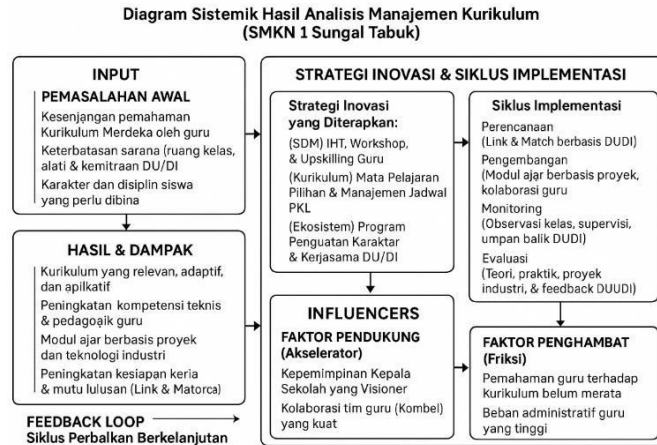 Diagram Sistemik Hasil Analisis Manajemen Kurikulum
(SMKN 1 Sungal Tabuk)
INPUT
PEMASALAHAN AWAL
Kesenjangan pemahaman
Kurikulum Merdeka oleh guru
Keterbatasan sarana (ruang kelas,
alati & kemitraan DU/DI
Karakter dan disiplin siswa
yang perlu dibina
HASIL & DAMPAK
Kurikulum yang relevan, adaptif,
dan apilkatif
Peningkatan kompetensi teknis
& pedagoɡik guru
Modul ajar berbasis proyek
dan teknologi industri
Peningkatan kesiapan keria
& mutu lulusan (Link & Matorca)
FEEDBACK LOOP
Siklus Perbalkan Berkelanjutan
STRATEGI INOVASI & SIKLUS IMPLEMENTASI
Strategi Inovasi
yang Diterapkan:
(SDM) IHT, Workshop,
& Upskilling Guru
(Kurikulum) Mata Pelajaran
Pilihan & Manajemen Jadwal
PKL
(Ekosistem) Program
Penguatan Karaktar
& Kerjasama DU/DI
Siklus Implementasi
Perencanaan
(Link & Match berbasis DUDI)
Pengembangan
(Modul ajar berbasis proyek,
kolaborasi guru
Monitoring
(Observasi kelas, supervisi,
umpan balik DUDI)
Evaluasi
(Teori, praktik, proyek
industri, & feedback DUUDI)
INFLUENCERS
FAKTOR PENDUKUNG
(Akselerator)
Kepemimpinan Kepala
Sekolah yang Visioner
Kolaborasi tim guru (Kombel)
yang kuat
FAKTOR PENGHAMBAT
(Friksi)
Pemahaman guru terhadap
Kurikulum belum merata
Beban administratif guru
yang tinggi